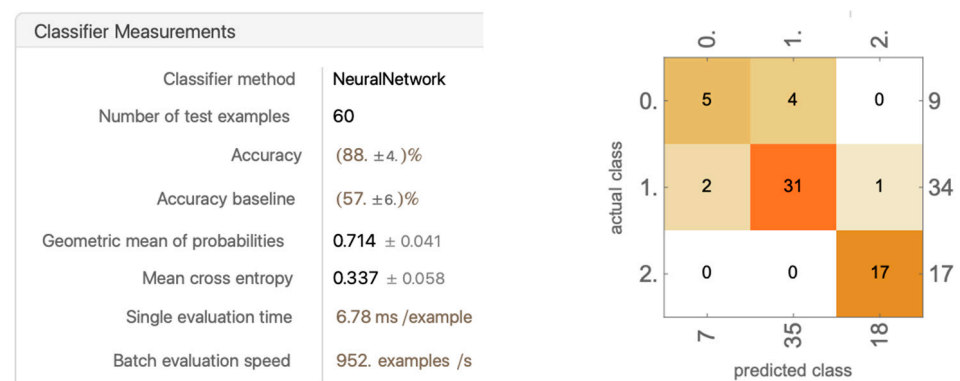 Classifier Measurements
Classifier method NeuralNetwork
Number of test examples 60
Accuracy (88. ±4.)%
Accuracy baseline (57. ±6.)%
Geometric mean of probabilities 0.714 ± 0.041
Mean cross entropy 0.337 ± 0.058
Single evaluation time 6.78 ms /example
Batch evaluation speed 952. examples /s
0. 1. 2.
0. 5 4 0 9
1. 2 31 1 34
2. 0 0 17 17
7 35 18
actual class
predicted class